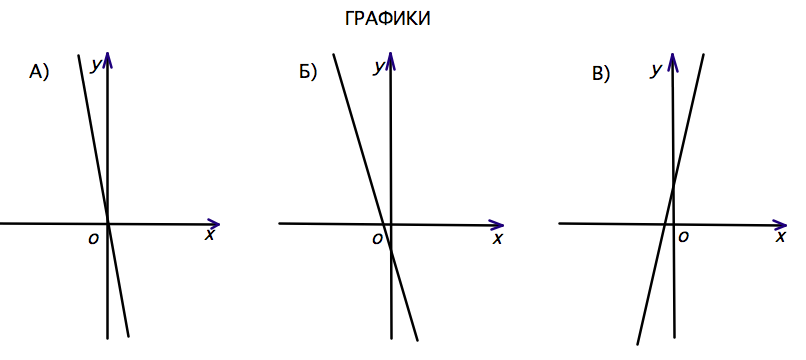 ГРАФИКИ
А) y
o x
Б) y
o x
В) y
o x